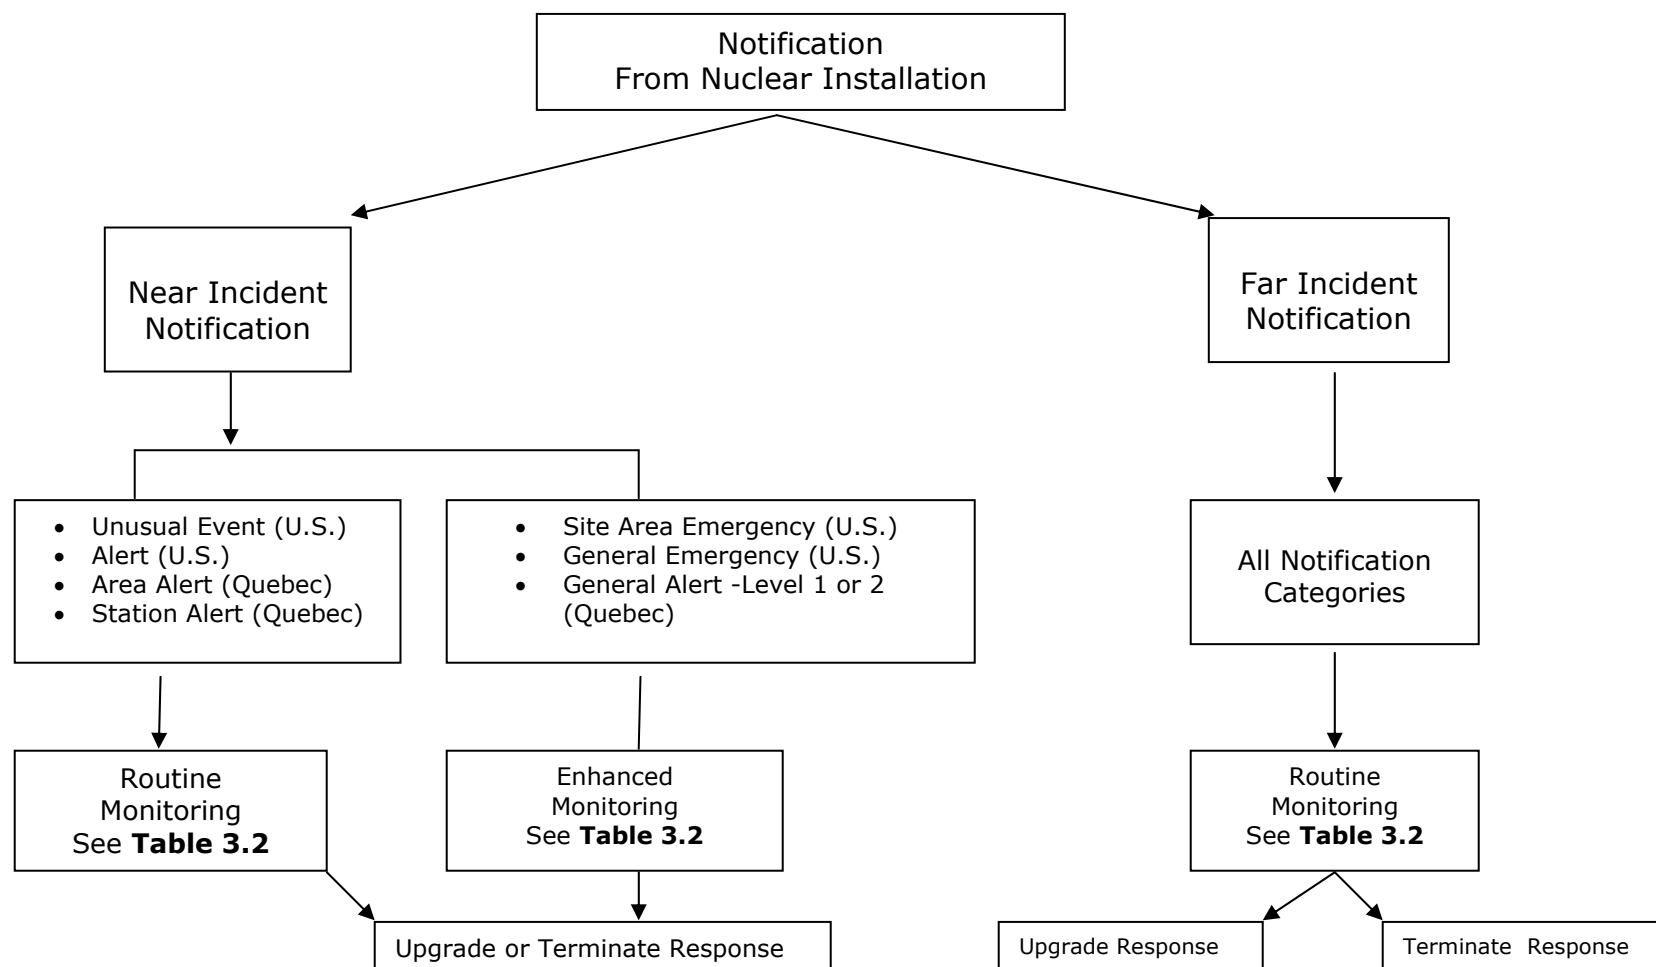 Notification
From Nuclear Installation
Near Incident
Notification
Far Incident
Notification
• Unusual Event (U.S.)
• Alert (U.S.)
• Area Alert (Quebec)
• Station Alert (Quebec)
• Site Area Emergency (U.S.)
• General Emergency (U.S.)
• General Alert -Level 1 or 2
(Quebec)
All Notification
Categories
Routine
Monitoring
See Table 3.2
Enhanced
Monitoring
See Table 3.2
Routine
Monitoring
See Table 3.2
Upgrade or Terminate Response
Upgrade Response
Terminate Response